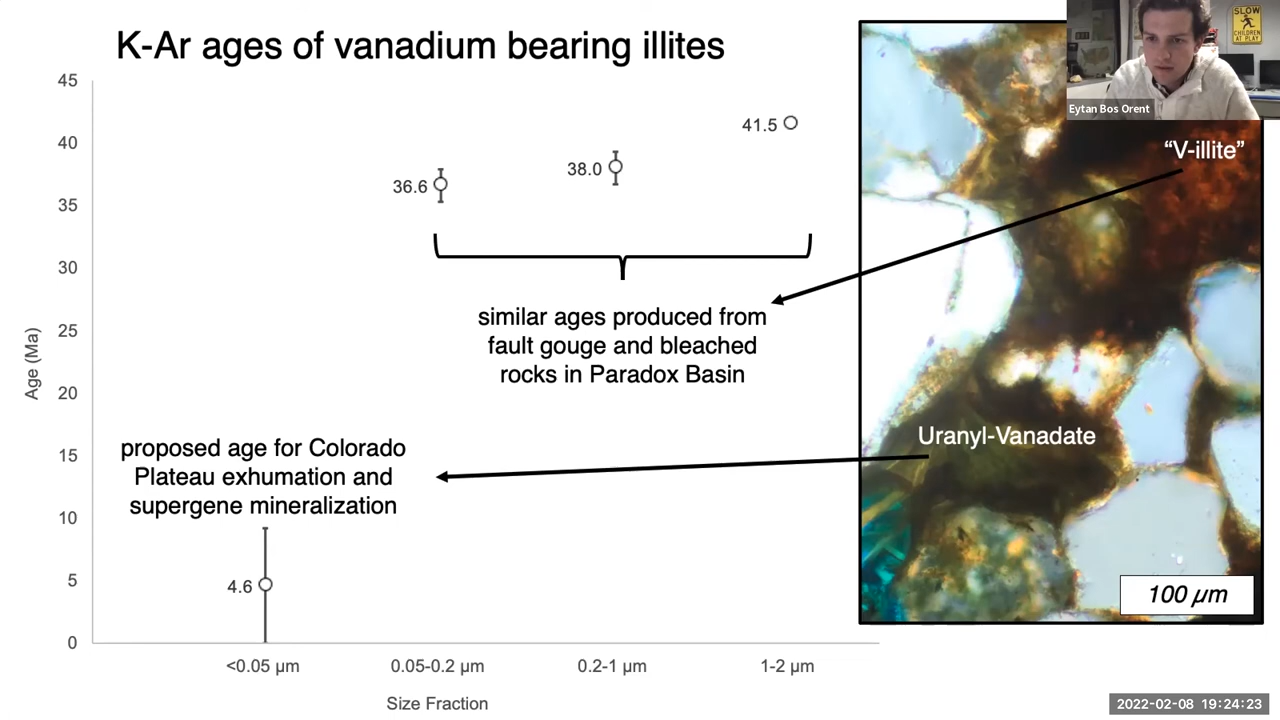 K-Ar ages of vanadium bearing illites
SLOW
CHILDREN
AT PLAY
Eytan Bos Orent
45
40
35
30
25
20
15
10
5
0
Age (Ma)
41.5
38.0
36.6
4.6
similar ages produced from
fault gouge and bleached
rocks in Paradox Basin
proposed age for Colorado
Plateau exhumation and
supergene mineralization
"V-illite"
Uranyl-Vanadate
100 µm
<0.05 µm
0.05-0.2 µm
0.2-1 µm
1-2 µm
Size Fraction
2022-02-08 19:24:23